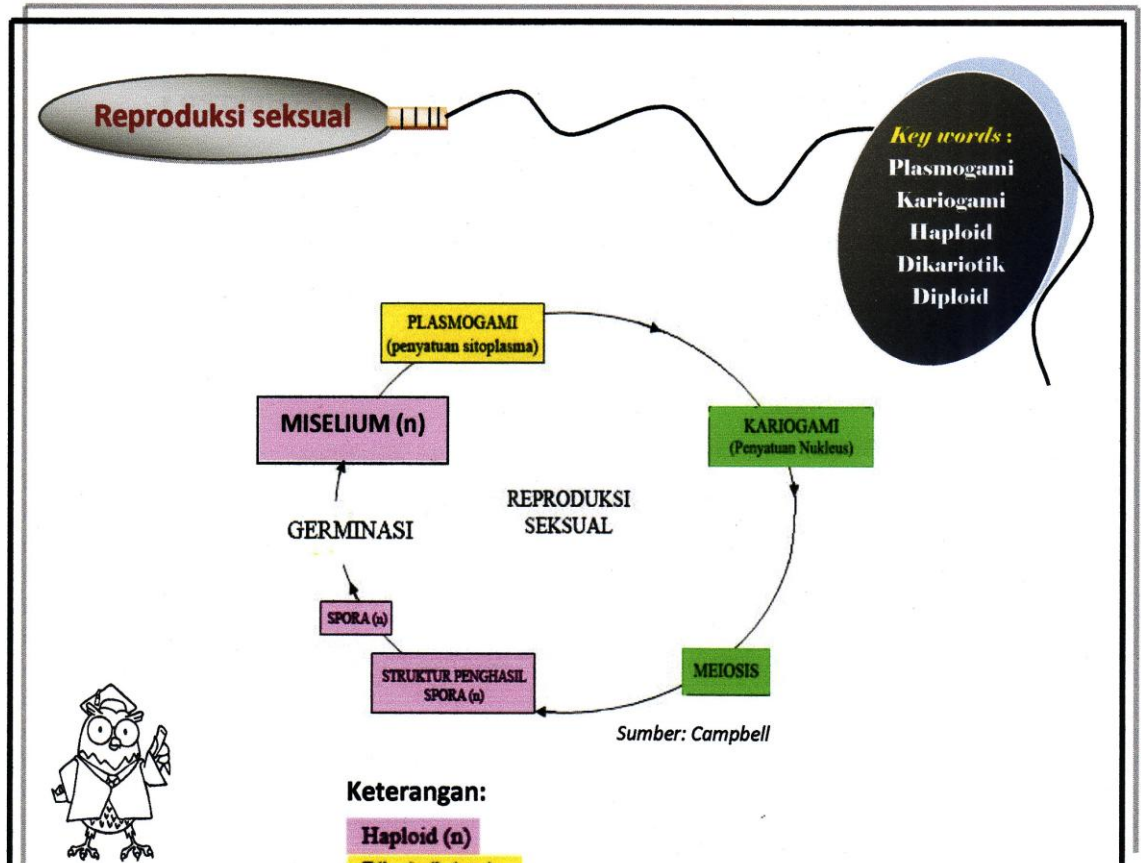 Reproduksi seksual
Key words :
Plasmogami
Kariogami
Haploid
Dikariotik
Diploid
PLASMOGAMI
(penyatuan sitoplasma)
MISELIUM (n)
KARIOGAMI
(Penyatuan Nukleus)
REPRODUKSI
SEKSUAL
GERMINASI
SPORA (n)
STRUKTUR PENGHASIL
SPORA (n)
MEIOSIS
Sumber: Campbell
Keterangan:
Haploid (n)